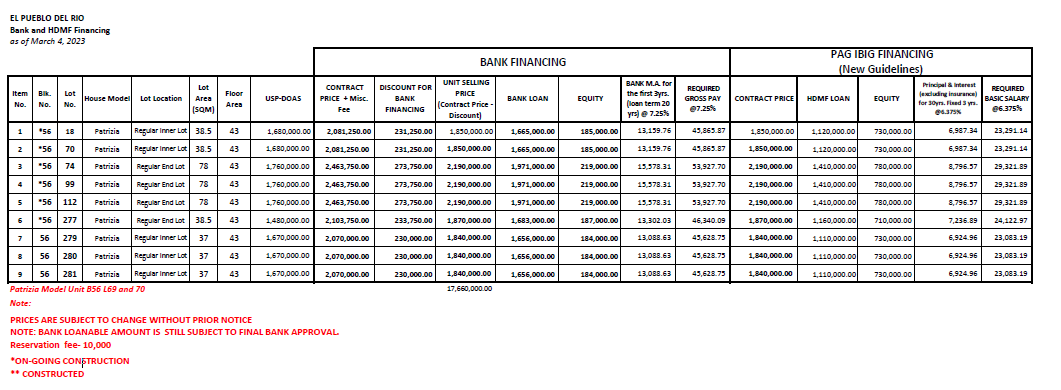 EL PUEBLO DEL RIO
Bank and HDMF Financing
as of March 4, 2023
BANK FINANCING
PAG IBIG FINANCING
(New Guidelines)
Item No. Blk. No. Lot No. House Model Lot Location Lot Area (SQM) Floor Area USP-DOAS CONTRACT PRICE + Misc. Fee DISCOUNT FOR BANK FINANCING UNIT SELLING PRICE (Contract Price - Discount) BANK LOAN EQUITY BANK M.A. for the first 3yrs. (loan term 20 yrs) @ 7.25% REQUIRED GROSS PAY @7.25% CONTRACT PRICE HDMF LOAN EQUITY Principal & Interest (excluding insurance) for 30yrs. Fixed 3 yrs. @6.375% REQUIRED BASIC SALARY @6.375%
1 *56 18 Patrizia Regular Inner Lot 38.5 43 1,680,000.00 2,081,250.00 231,250.00 1,850,000.00 1,665,000.00 185,000.00 13,159.76 45,865.87 1,850,000.00 1,120,000.00 730,000.00 6,987.34 23,291.14
2 *56 70 Patrizia Regular Inner Lot 38.5 43 1,680,000.00 2,081,250.00 231,250.00 1,850,000.00 1,665,000.00 185,000.00 13,159.76 45,865.87 1,850,000.00 1,120,000.00 730,000.00 6,987.34 23,291.14
3 *56 74 Patrizia Regular End Lot 78 43 1,760,000.00 2,463,750.00 273,750.00 2,190,000.00 1,971,000.00 219,000.00 15,578.31 53,927.70 2,190,000.00 1,410,000.00 780,000.00 8,796.57 29,321.89
4 *56 99 Patrizia Regular End Lot 78 43 1,760,000.00 2,463,750.00 273,750.00 2,190,000.00 1,971,000.00 219,000.00 15,578.31 53,927.70 2,190,000.00 1,410,000.00 780,000.00 8,796.57 29,321.89
5 *56 112 Patrizia Regular End Lot 78 43 1,760,000.00 2,463,750.00 273,750.00 2,190,000.00 1,971,000.00 219,000.00 15,578.31 53,927.70 2,190,000.00 1,410,000.00 780,000.00 8,796.57 29,321.89
6 *56 277 Patrizia Regular End Lot 38.5 43 1,480,000.00 2,103,750.00 233,750.00 1,870,000.00 1,683,000.00 187,000.00 13,302.03 46,340.09 1,870,000.00 1,160,000.00 710,000.00 7,236.89 24,122.97
7 56 279 Patrizia Regular Inner Lot 37 43 1,670,000.00 2,070,000.00 230,000.00 1,840,000.00 1,656,000.00 184,000.00 13,088.63 45,628.75 1,840,000.00 1,110,000.00 730,000.00 6,924.96 23,083.19
8 56 280 Patrizia Regular Inner Lot 37 43 1,670,000.00 2,070,000.00 230,000.00 1,840,000.00 1,656,000.00 184,000.00 13,088.63 45,628.75 1,840,000.00 1,110,000.00 730,000.00 6,924.96 23,083.19
9 56 281 Patrizia Regular Inner Lot 37 43 1,670,000.00 2,070,000.00 230,000.00 1,840,000.00 1,656,000.00 184,000.00 13,088.63 45,628.75 1,840,000.00 1,110,000.00 730,000.00 6,924.96 23,083.19
Patrizia Model Unit B56 L69 and 70 17,660,000.00
Note:
PRICES ARE SUBJECT TO CHANGE WITHOUT PRIOR NOTICE
NOTE: BANK LOANABLE AMOUNT IS STILL SUBJECT TO FINAL BANK APPROVAL.
Reservation fee- 10,000
*ON-GOING CONSTRUCTION
** CONSTRUCTED